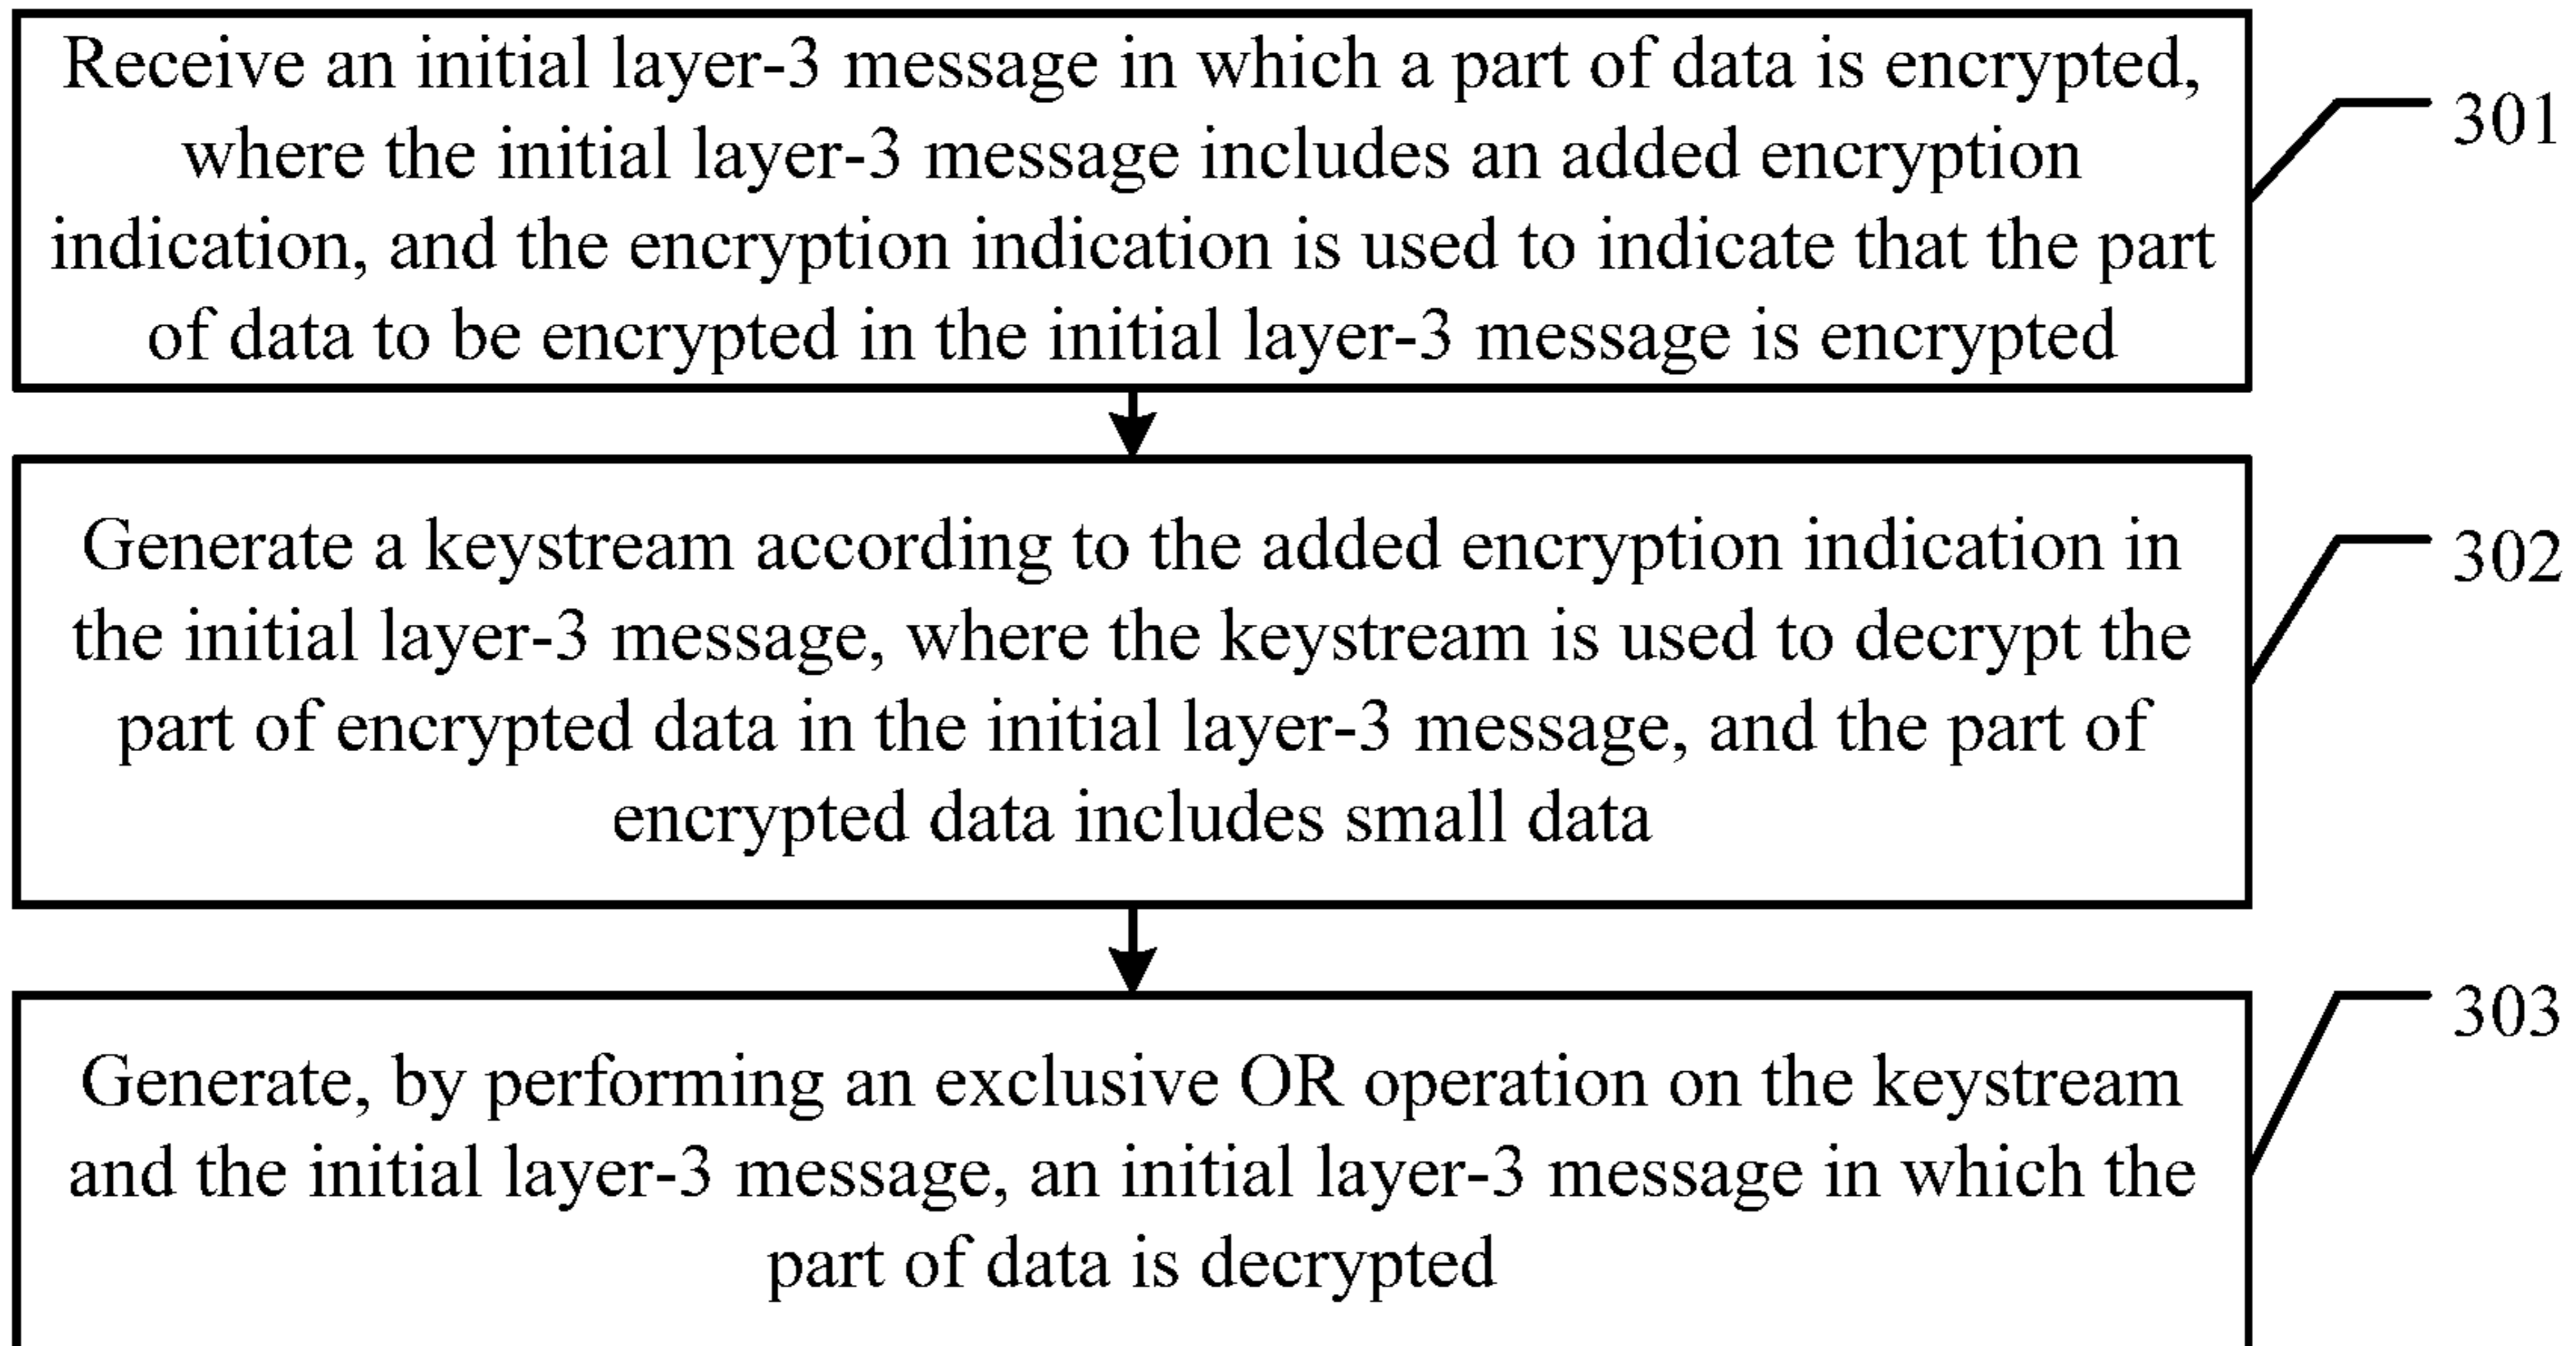 Receive an initial layer-3 message in which a part of data is encrypted,
where the initial layer-3 message includes an added encryption
indication, and the encryption indication is used to indicate that the part
of data to be encrypted in the initial layer-3 message is encrypted
301
Generate a keystream according to the added encryption indication in
the initial layer-3 message, where the keystream is used to decrypt the
part of encrypted data in the initial layer-3 message, and the part of
encrypted data includes small data
302
Generate, by performing an exclusive OR operation on the keystream
and the initial layer-3 message, an initial layer-3 message in which the
part of data is decrypted
303